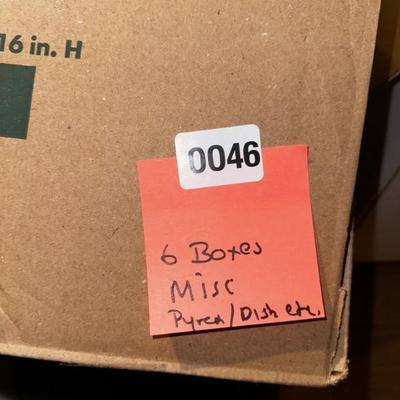 16 in. H
0046
6 Boxes
Misc
Pyrex/Dish etc.